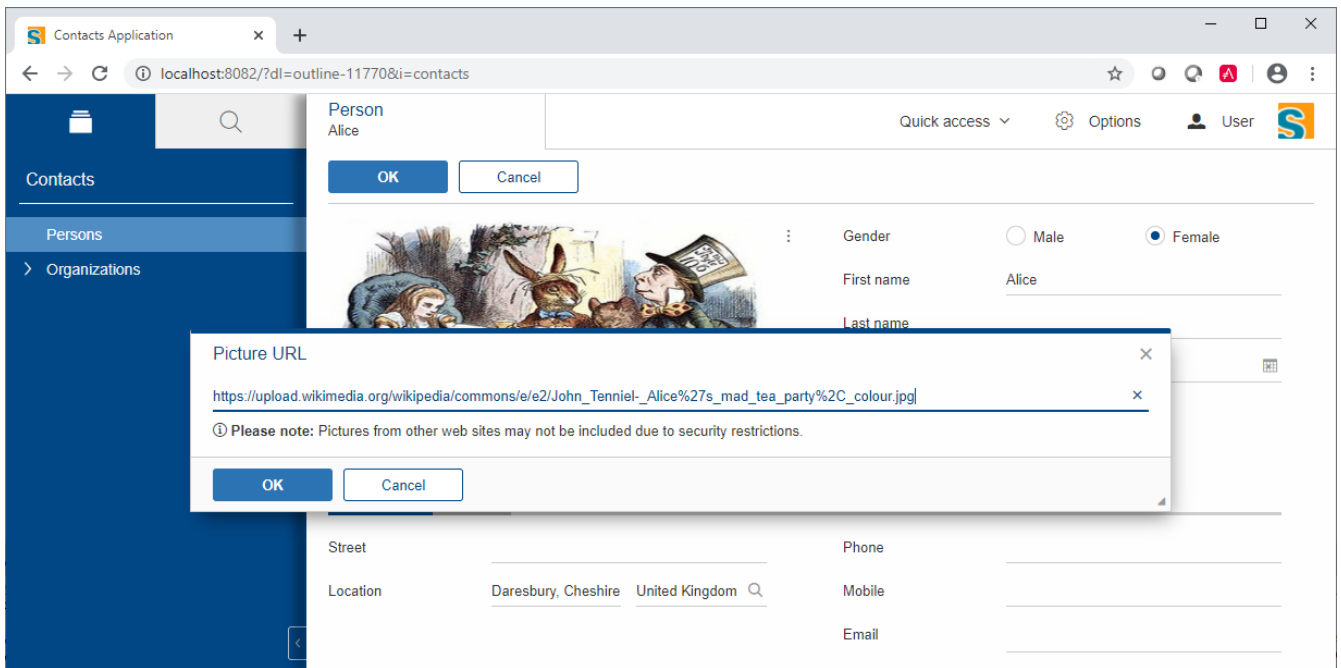 Contacts Application
localhost:8082/?dl=outline-11770&i=contacts
Person
Alice
Quick access
Options
User
Contacts
OK
Cancel
Persons
Organizations
Gender
Male
Female
First name
Alice
Last name
Picture URL
https://upload.wikimedia.org/wikipedia/commons/e/e2/John_Tenniel-_Alice%27s_mad_tea_party%2C_colour.jpg
Please note: Pictures from other web sites may not be included due to security restrictions.
OK
Cancel
Street
Phone
Location
Daresbury, Cheshire
United Kingdom
Mobile
Email